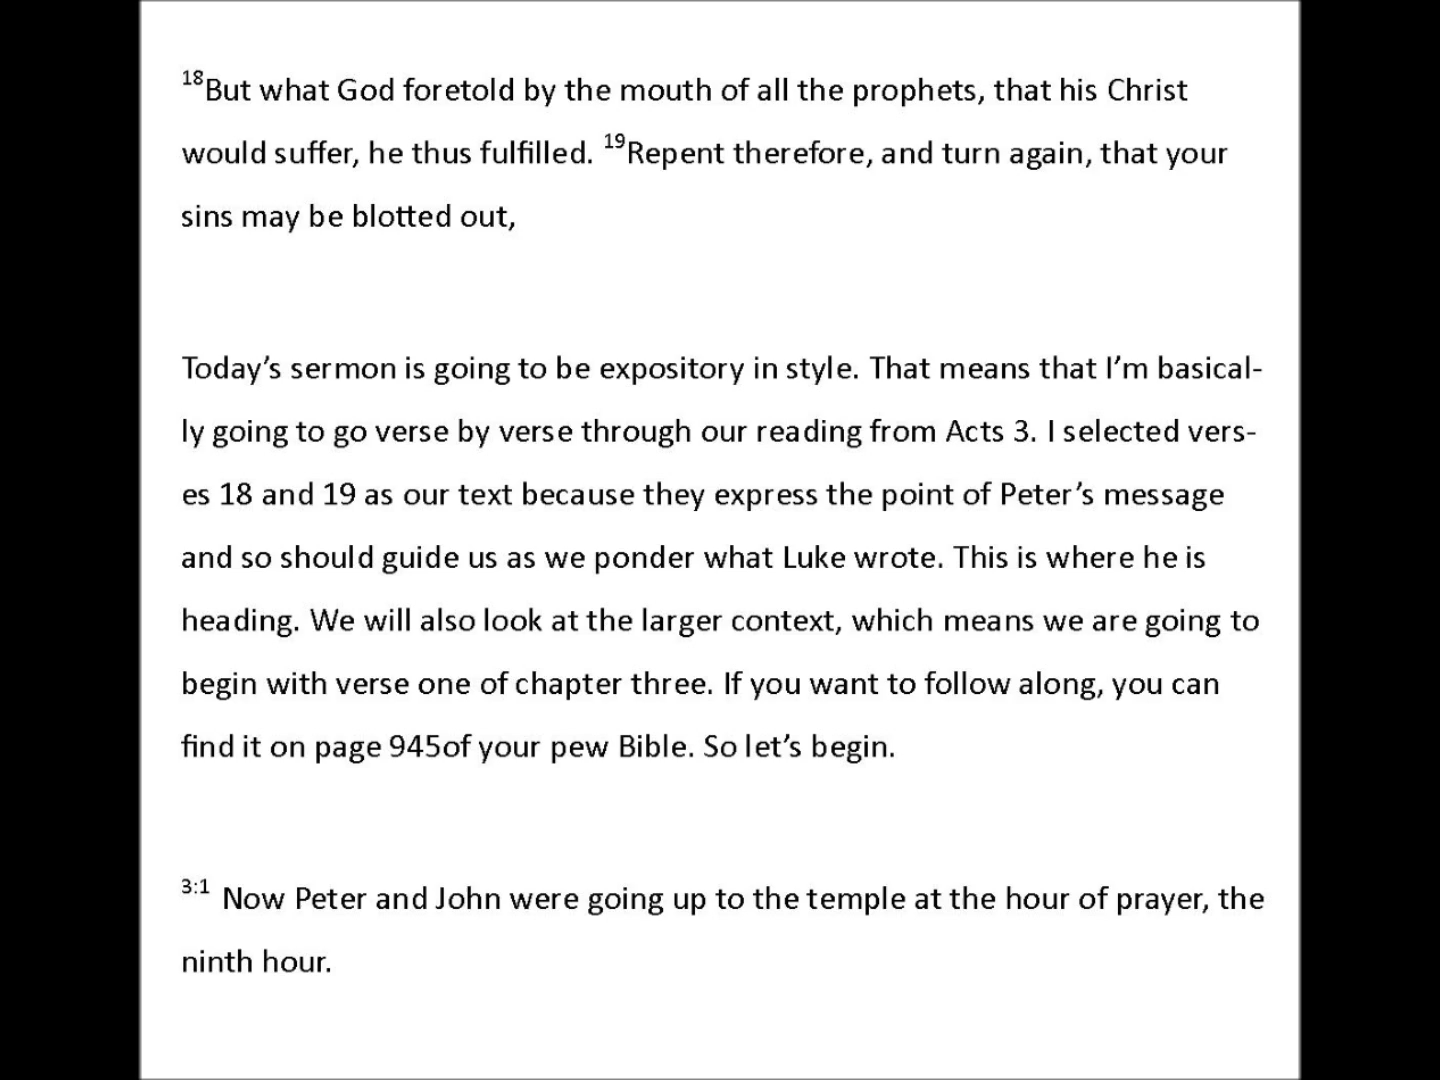 18But what God foretold by the mouth of all the prophets, that his Christ
would suffer, he thus fulfilled. 19Repent therefore, and turn again, that your
sins may be blotted out,
Today’s sermon is going to be expository in style. That means that I’m basical-
ly going to go verse by verse through our reading from Acts 3. I selected vers-
es 18 and 19 as our text because they express the point of Peter’s message
and so should guide us as we ponder what Luke wrote. This is where he is
heading. We will also look at the larger context, which means we are going to
begin with verse one of chapter three. If you want to follow along, you can
find it on page 945of your pew Bible. So let’s begin.
3:1 Now Peter and John were going up to the temple at the hour of prayer, the
ninth hour.